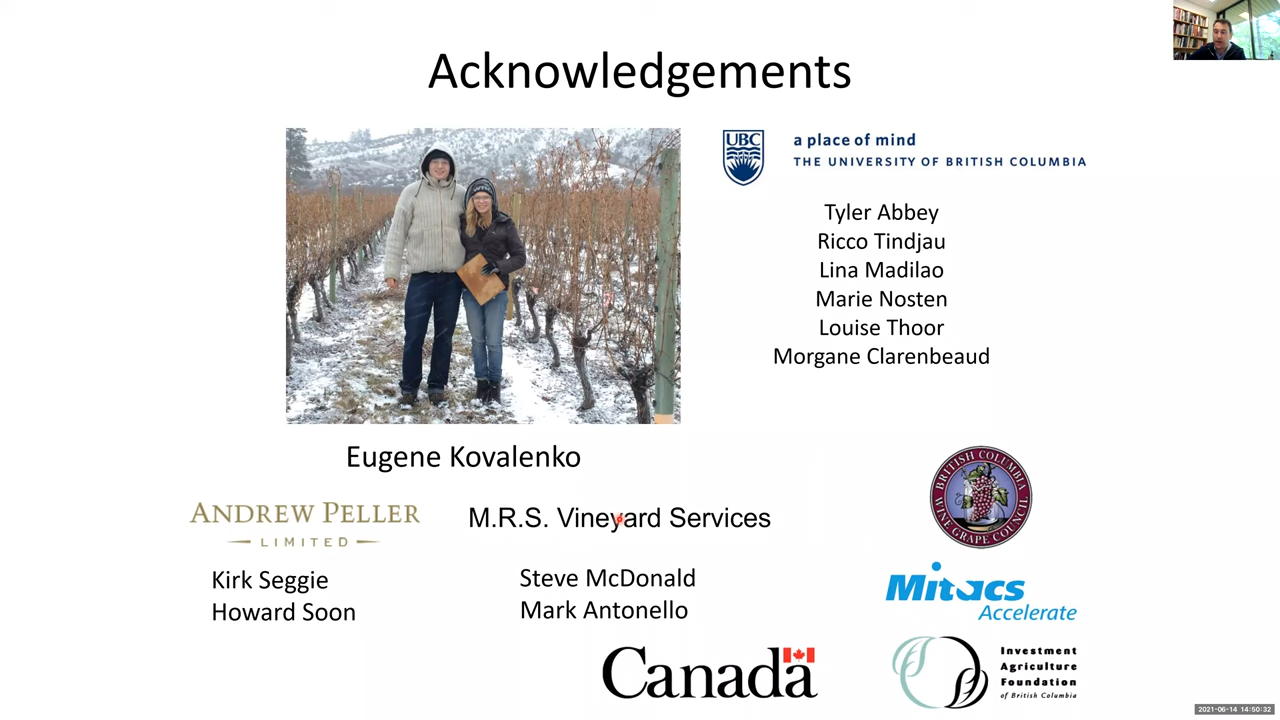 Acknowledgements
UBC
a place of mind
THE UNIVERSITY OF BRITISH COLUMBIA
Tyler Abbey
Ricco Tindjau
Lina Madilao
Marie Nosten
Louise Thoor
Morgane Clarenbeaud
Eugene Kovalenko
ANDREW PELLER
LIMITED
Kirk Seggie
Howard Soon
M.R.S. Vineyard Services
Steve McDonald
Mark Antonello
BRITISH COLUMBIA
WINE GRAPE COUNCIL
Mitacs
Accelerate
Canada
Investment
Agriculture
Foundation
of British Columbia
2021-06-14 14:50:32